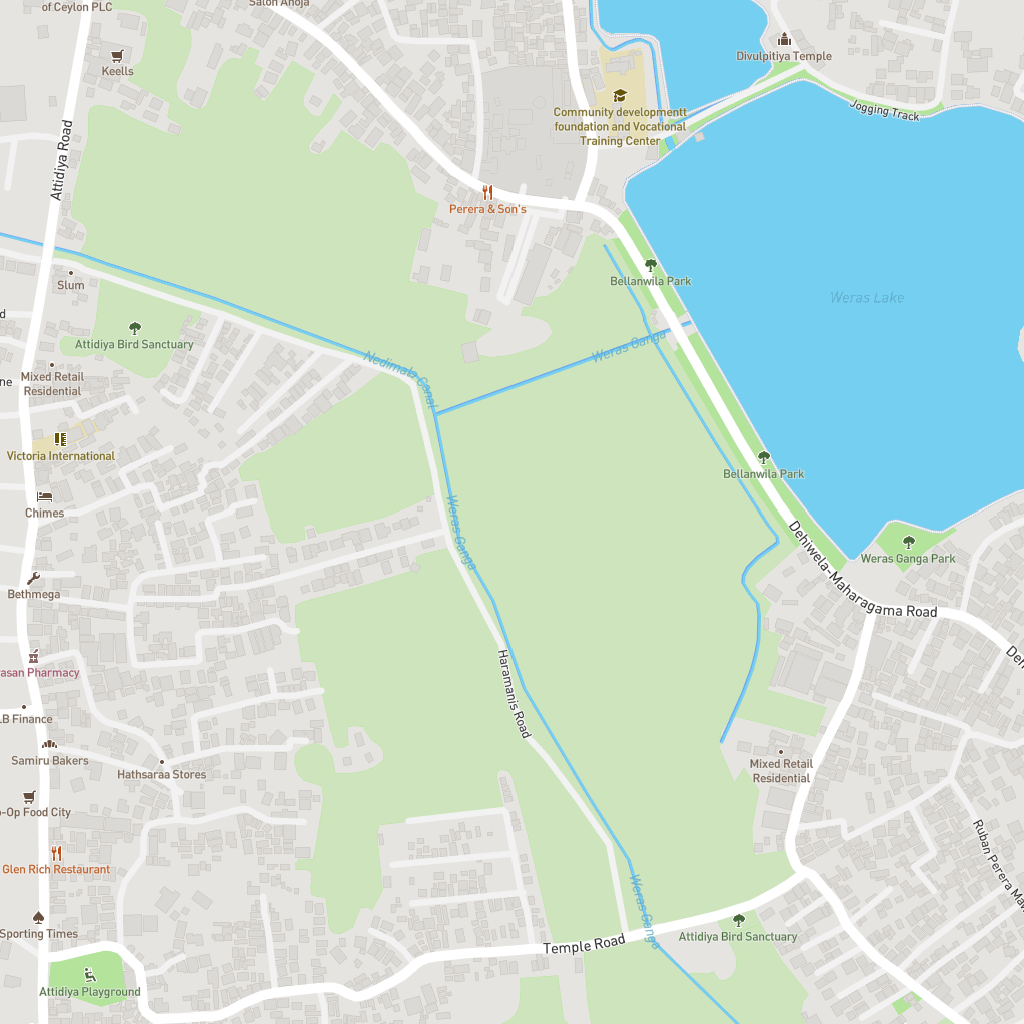 of Ceylon PLC
Salon Anoja
Keells
Divulpitiya Temple
Community developmentt
foundation and Vocational
Training Center
Jogging Track
Attidiya Road
Perera & Son's
Slum
Bellanwila Park
Weras Lake
Attidiya Bird Sanctuary
Nedimala Canal
Weras Ganga
Mixed Retail
Residential
Victoria International
Bellanwila Park
Chimes
Weras Ganga
Dehiwela-Maharagama Road
Weras Ganga Park
Bethmega
asan Pharmacy
Haramanis Road
LB Finance
Samiru Bakers
Hathsaraa Stores
Mixed Retail
Residential
-Op Food City
Ruban Perera Maw
Glen Rich Restaurant
Sporting Times
Weras Ganga
Temple Road
Attidiya Bird Sanctuary
Attidiya Playground